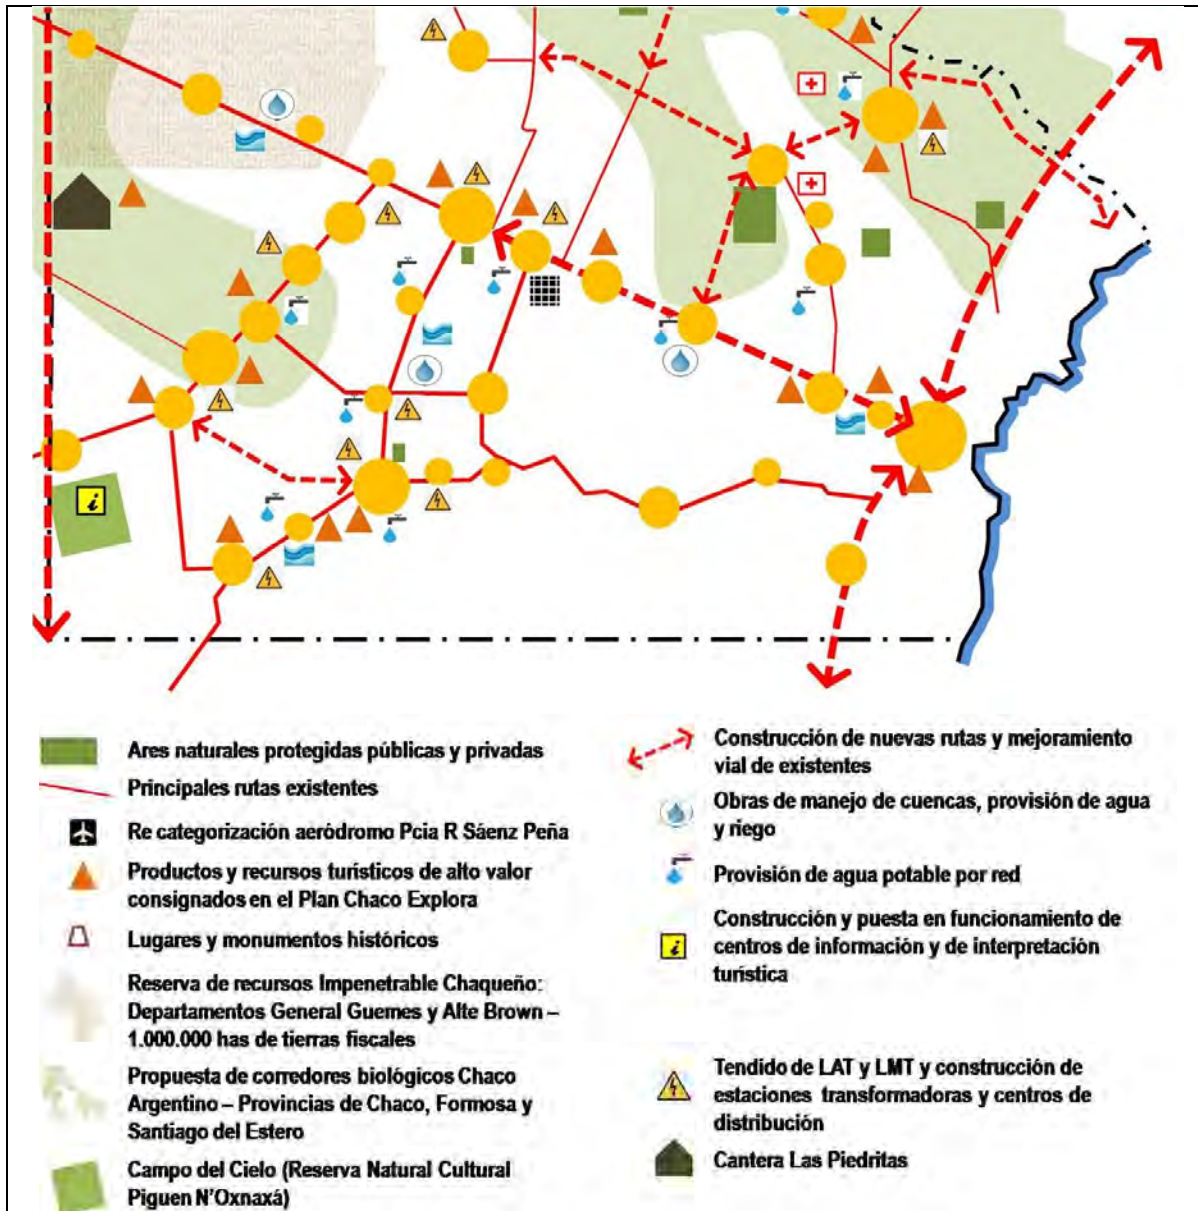 i
Ares naturales protegidas públicas y privadas
Principales rutas existentes
Re categorización aeródromo Pcia R Sáenz Peña
Productos y recursos turísticos de alto valor
consignados en el Plan Chaco Explora
Lugares y monumentos históricos
Reserva de recursos Impenetrable Chaqueño:
Departamentos General Guemes y Alte Brown –
1.000.000 has de tierras fiscales
Propuesta de corredores biológicos Chaco
Argentino – Provincias de Chaco, Formosa y
Santiago del Estero
Campo del Cielo (Reserva Natural Cultural
Piguen N'Oxnaxá)
Construcción de nuevas rutas y mejoramiento
vial de existentes
Obras de manejo de cuencas, provisión de agua
y riego
Provisión de agua potable por red
i
Construcción y puesta en funcionamiento de
centros de información y de interpretación
turística
Tendido de LAT y LMT y construcción de
estaciones transformadoras y centros de
distribución
Cantera Las Piedritas